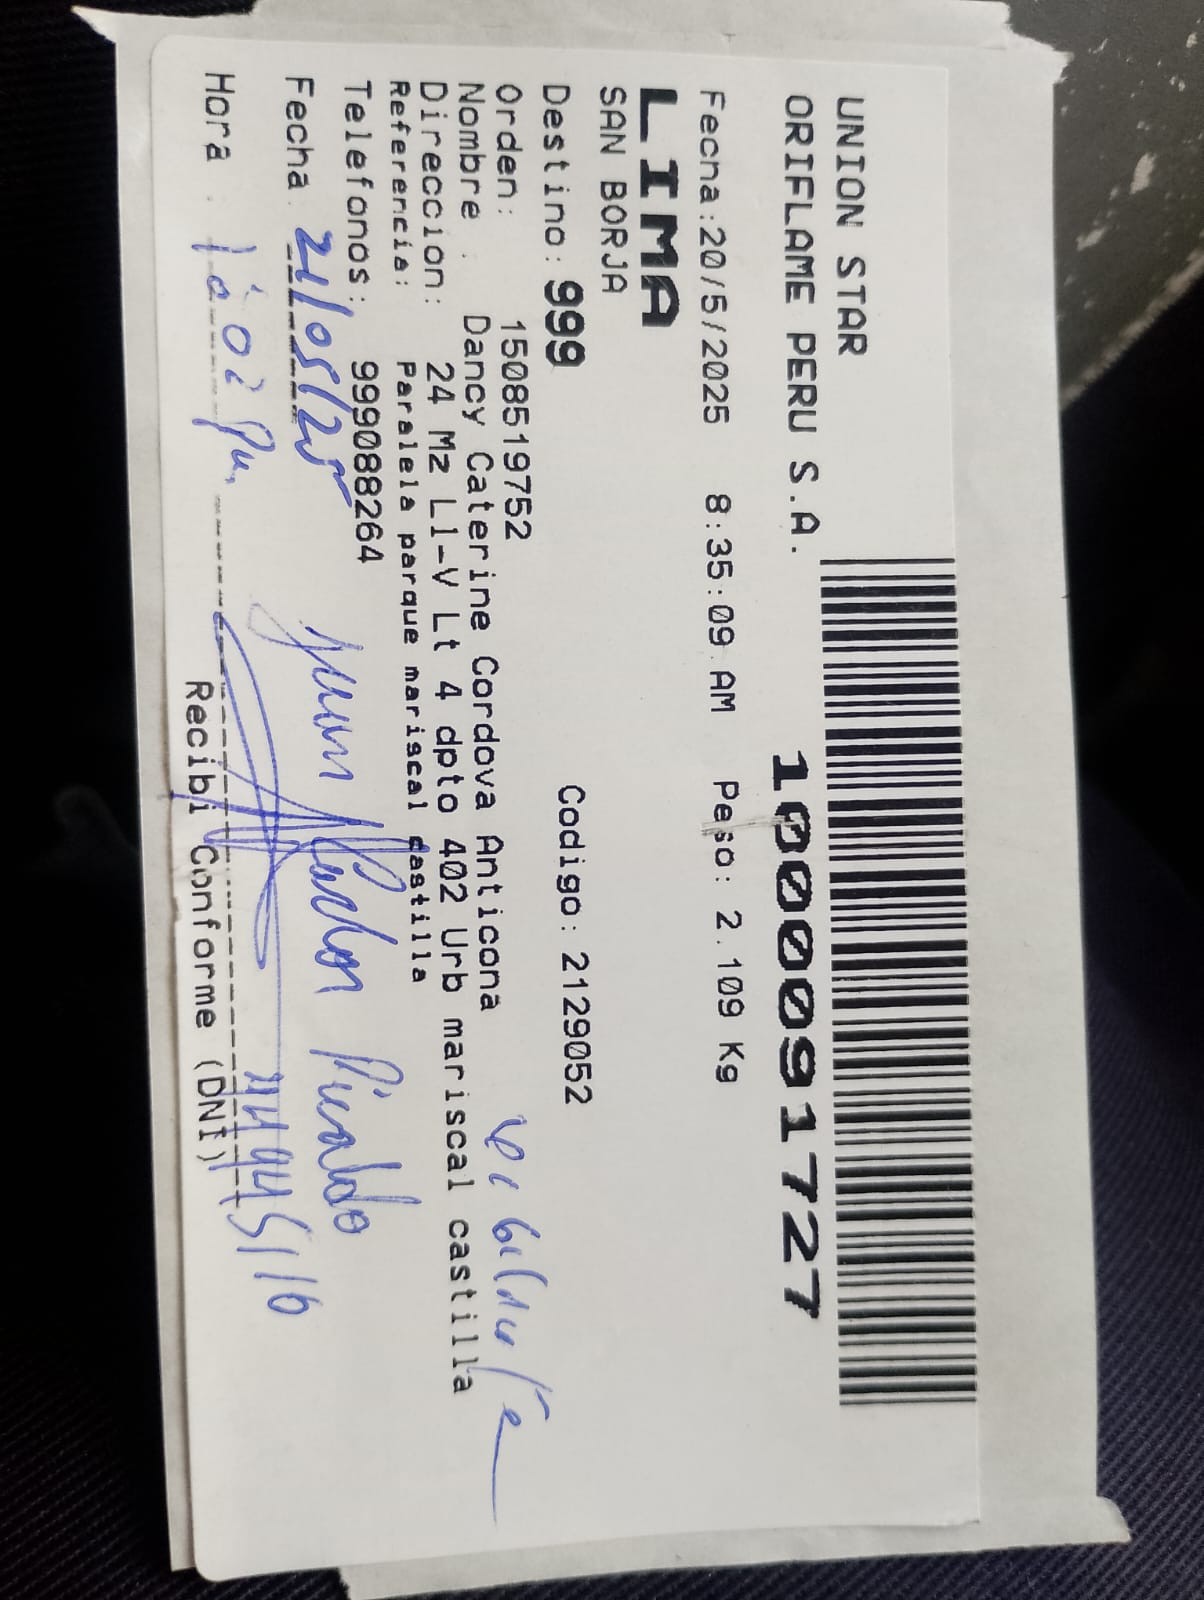 UNION STAR
ORIFLAME PERU S.A. 1000091727
Fecha:20/5/2025 8:35:09 AM Peso: 2.109 Kg
LIMA
SAN BORJA
Destino: 999 Codigo: 2129052
Orden: 1508519752
Nombre : Dancy Caterine Cordova Anticona
Direccion: 24 Mz L1-V Lt 4 dpto 402 Urb mariscal castilla
Referencia: Paralela parque mariscal castilla
Telefonos: 999088264
Fecha 21/05/25
Hora :
Recibi Conforme (DNI)